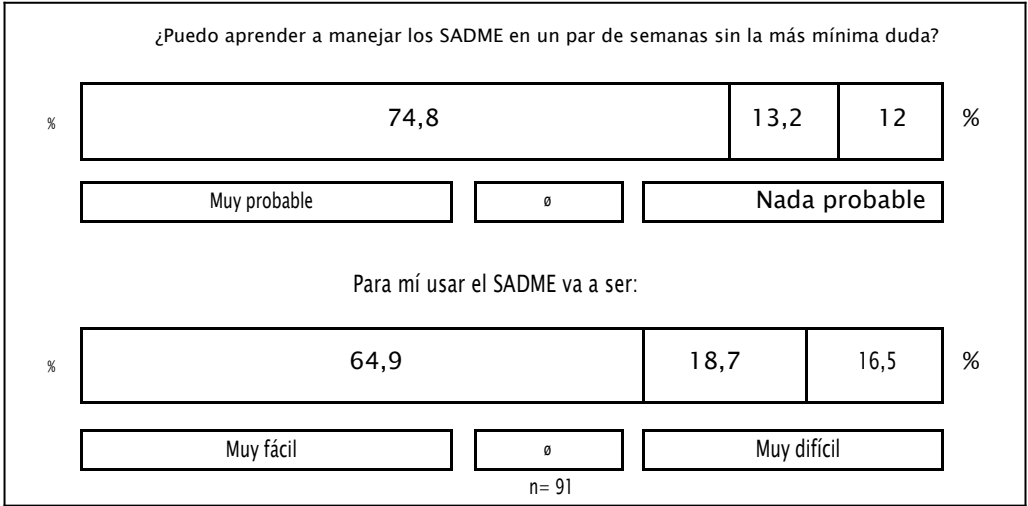 ¿Puedo aprender a manejar los SADME en un par de semanas sin la más mínima duda?
% 74,8 13,2 12 %
Muy probable ø Nada probable
Para mí usar el SADME va a ser:
% 64,9 18,7 16,5 %
Muy fácil ø Muy difícil
n= 91